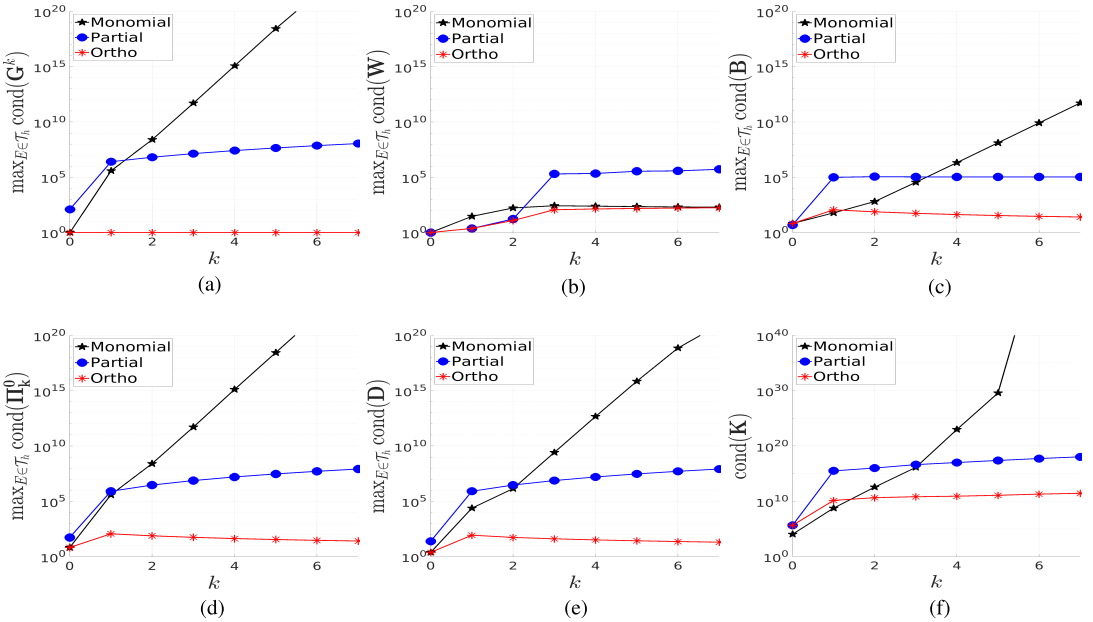 10^20
10^15
10^10
10^5
10^0
max_{E∈𝒯_h} cond(G^k)
Monomial
Partial
Ortho
0 2 4 6
k
(a)
10^20
10^15
10^10
10^5
10^0
max_{E∈𝒯_h} cond(W)
Monomial
Partial
Ortho
0 2 4 6
k
(b)
10^20
10^15
10^10
10^5
10^0
max_{E∈𝒯_h} cond(B)
Monomial
Partial
Ortho
0 2 4 6
k
(c)
10^20
10^15
10^10
10^5
10^0
max_{E∈𝒯_h} cond(Π^0_k)
Monomial
Partial
Ortho
0 2 4 6
k
(d)
10^20
10^15
10^10
10^5
10^0
max_{E∈𝒯_h} cond(D)
Monomial
Partial
Ortho
0 2 4 6
k
(e)
10^40
10^30
10^20
10^10
10^0
cond(K)
Monomial
Partial
Ortho
0 2 4 6
k
(f)